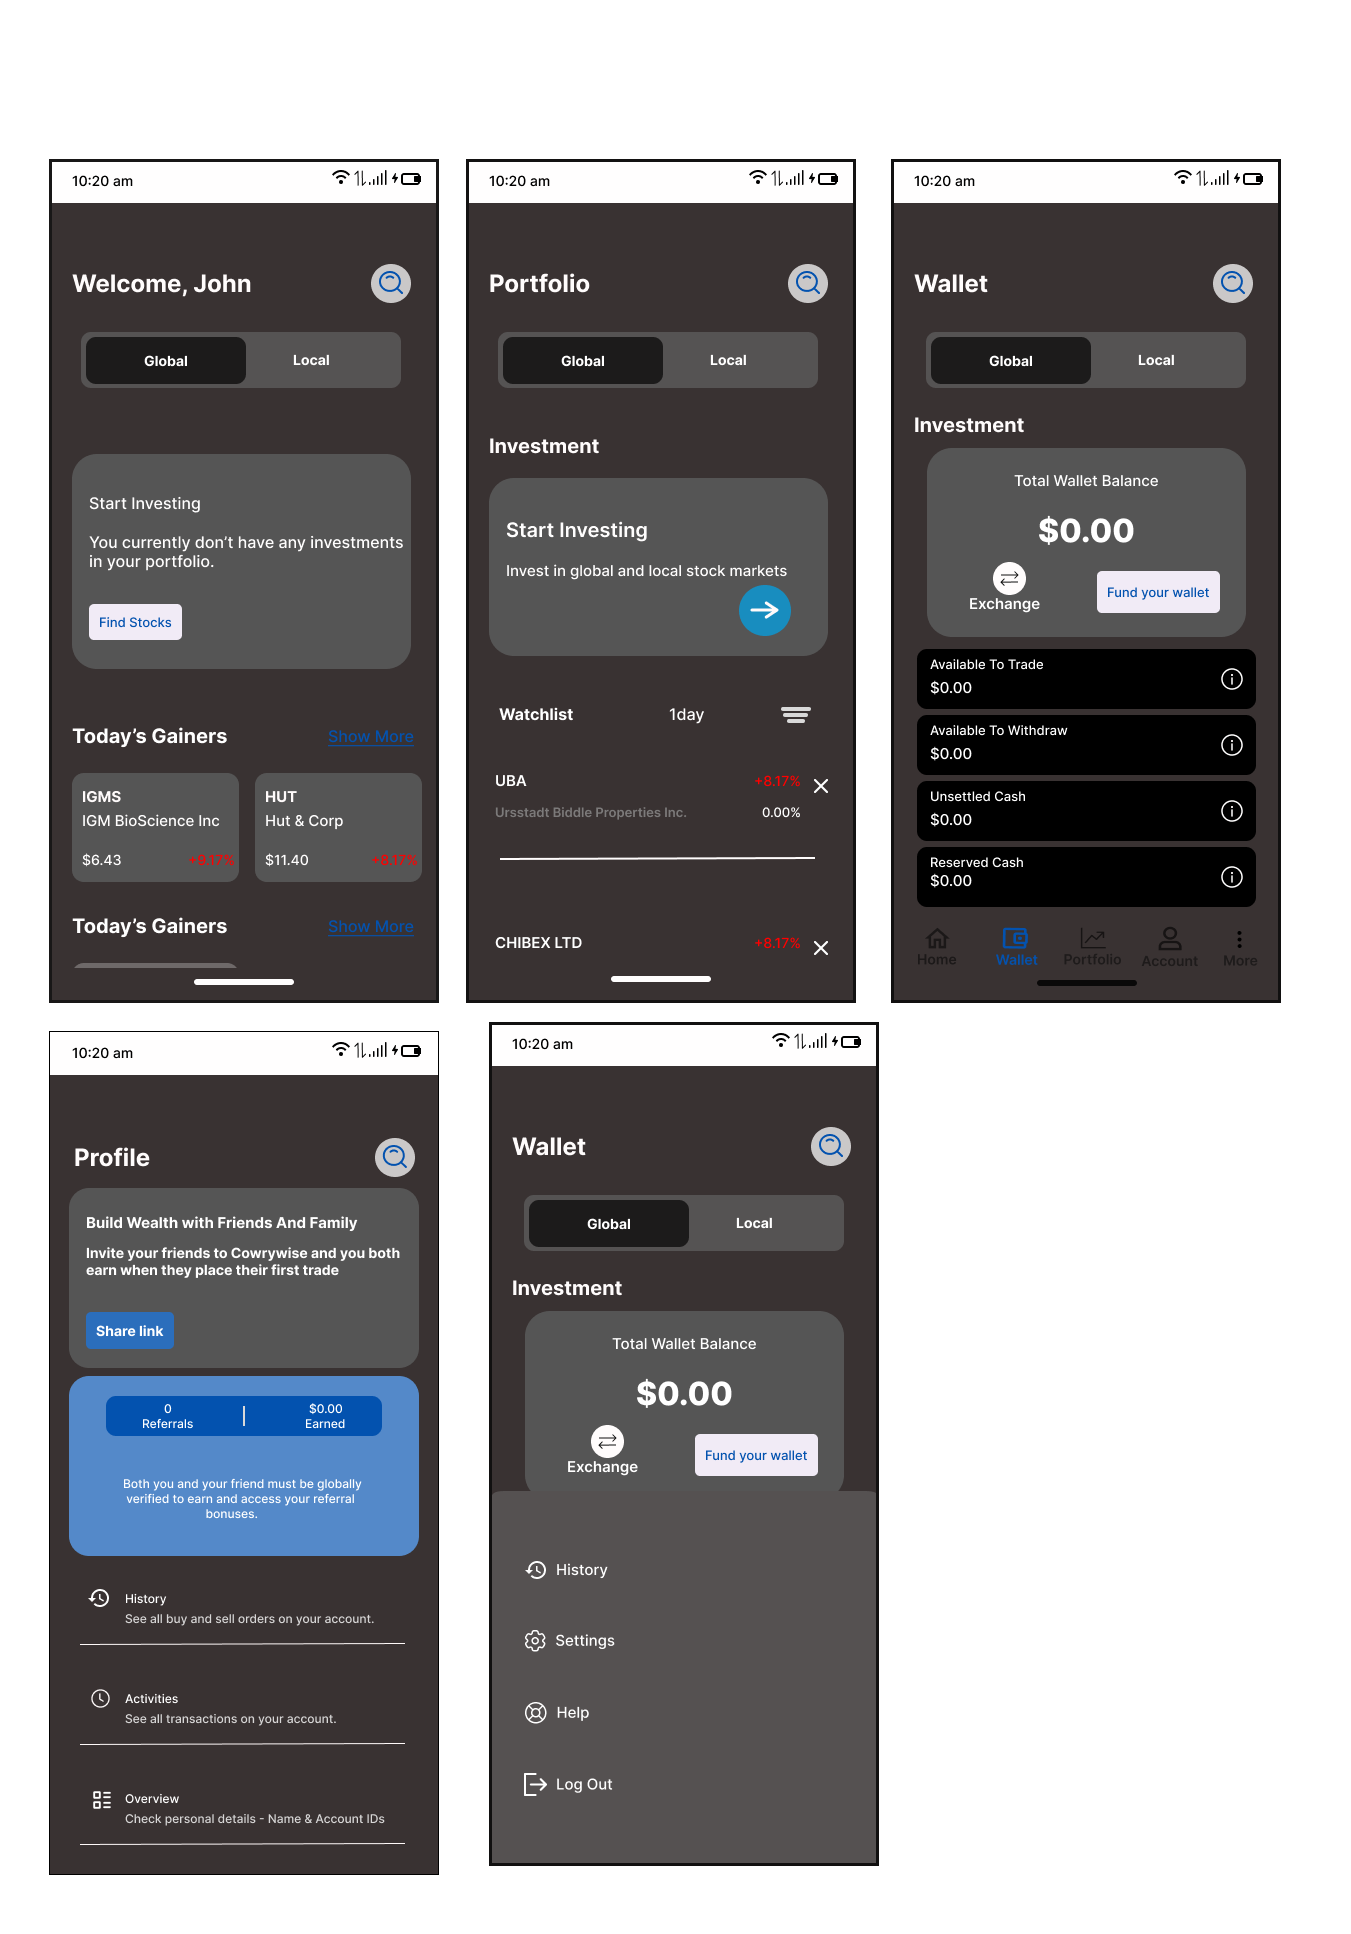 10:20 am
Welcome, John
Global
Local
Start Investing
You currently don't have any investments
in your portfolio.
Find Stocks
Today's Gainers
Show More
IGMS
IGM BioScience Inc
$6.43
+8.17%
HUT
Hut & Corp
$11.40
+8.17%
Today's Gainers
Show More
10:20 am
Portfolio
Global
Local
Investment
Start Investing
Invest in global and local stock markets
Watchlist
1day
UBA
+8.17%
Ursstadt Biddle Properties Inc.
0.00%
CHIBEX LTD
+8.17%
10:20 am
Wallet
Global
Local
Investment
Total Wallet Balance
$0.00
Exchange
Fund your wallet
Available To Trade
$0.00
Available To Withdraw
$0.00
Unsettled Cash
$0.00
Reserved Cash
$0.00
Home
Wallet
Portfolio
Account
More
10:20 am
Profile
Build Wealth with Friends And Family
Invite your friends to Cowrywise and you both
earn when they place their first trade
Share link
0
Referrals
$0.00
Earned
Both you and your friend must be globally
verified to earn and access your referral
bonuses.
History
See all buy and sell orders on your account.
Activities
See all transactions on your account.
Overview
Check personal details - Name & Account IDs
10:20 am
Wallet
Global
Local
Investment
Total Wallet Balance
$0.00
Exchange
Fund your wallet
History
Settings
Help
Log Out